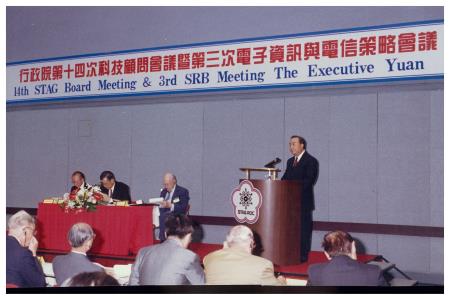 行政院第十四次科技顧問會議暨第三次電子資訊與電信策略會議
14th STAG Board Meeting & 3rd SRB Meeting The Executive Yuan
STAG.ROC